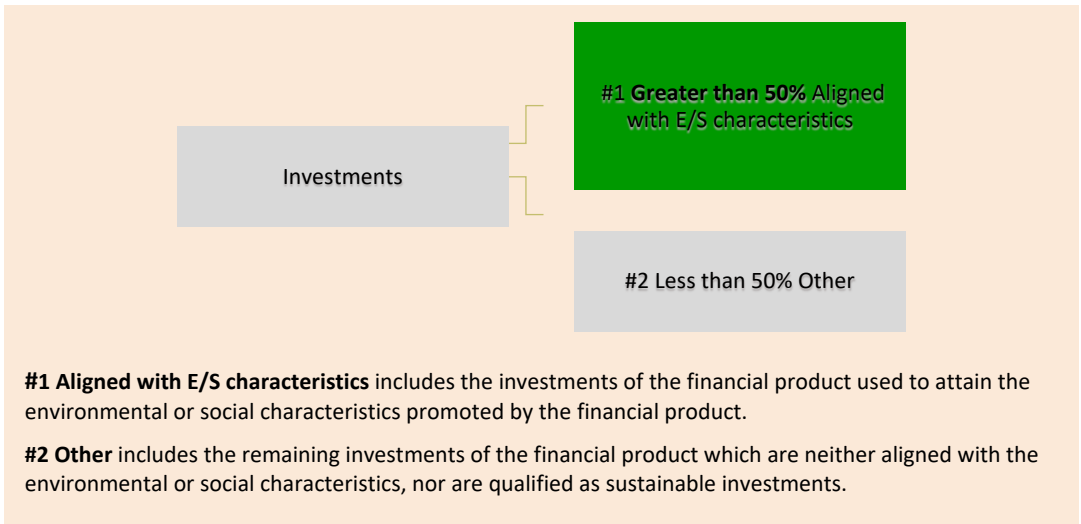 #1 Greater than 50% Aligned
with E/S characteristics
Investments
#2 Less than 50% Other
#1 Aligned with E/S characteristics includes the investments of the financial product used to attain the
environmental or social characteristics promoted by the financial product.
#2 Other includes the remaining investments of the financial product which are neither aligned with the
environmental or social characteristics, nor are qualified as sustainable investments.